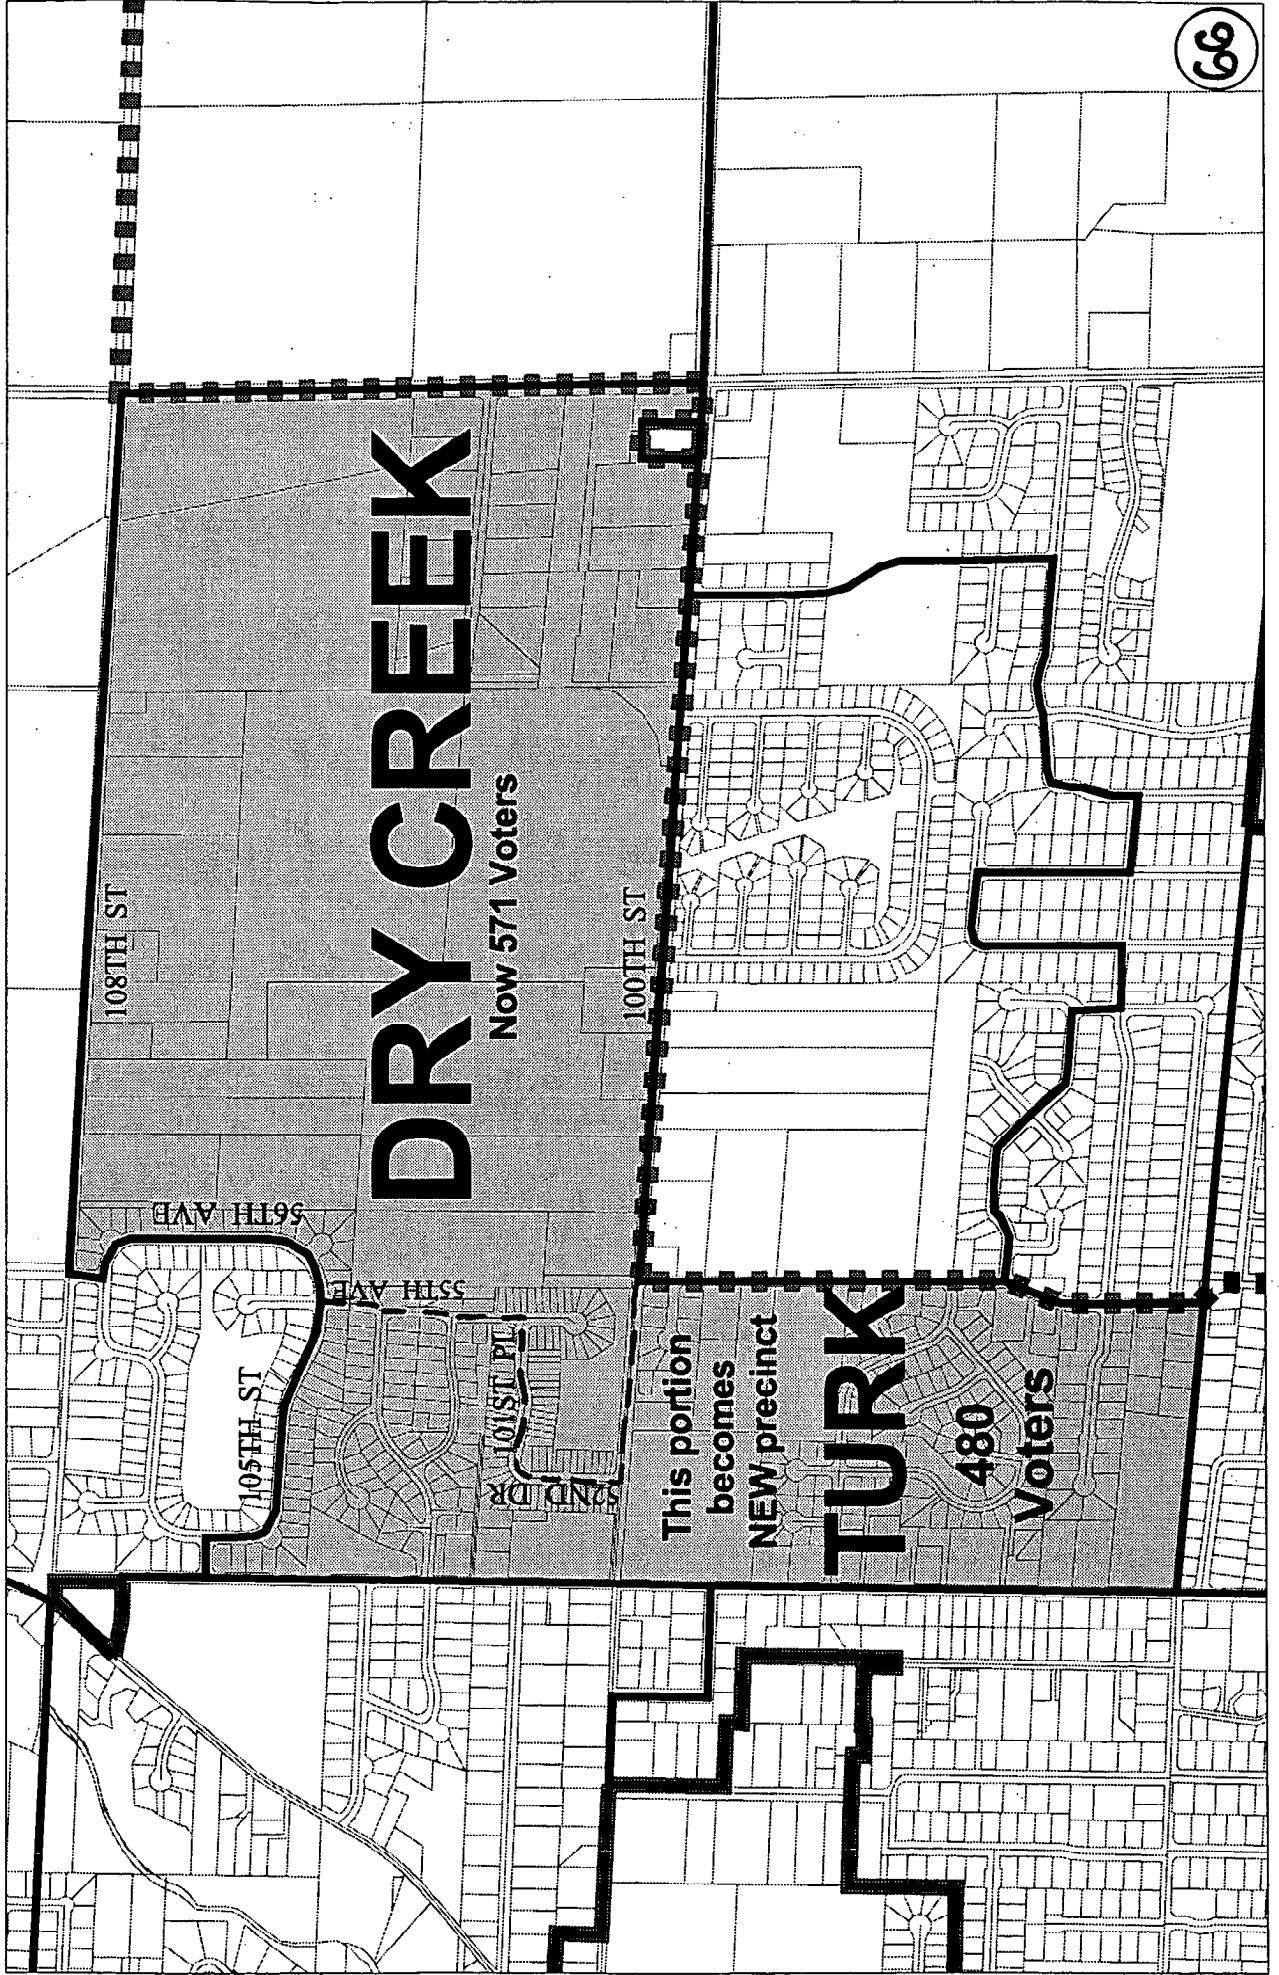 66
108TH ST
56TH AVE
DRY CREEK
Now 571 Voters
100TH ST
55TH AVE
105TH ST
101ST PL
52ND DR
This portion
becomes
NEW precinct
TURK
480
Voters